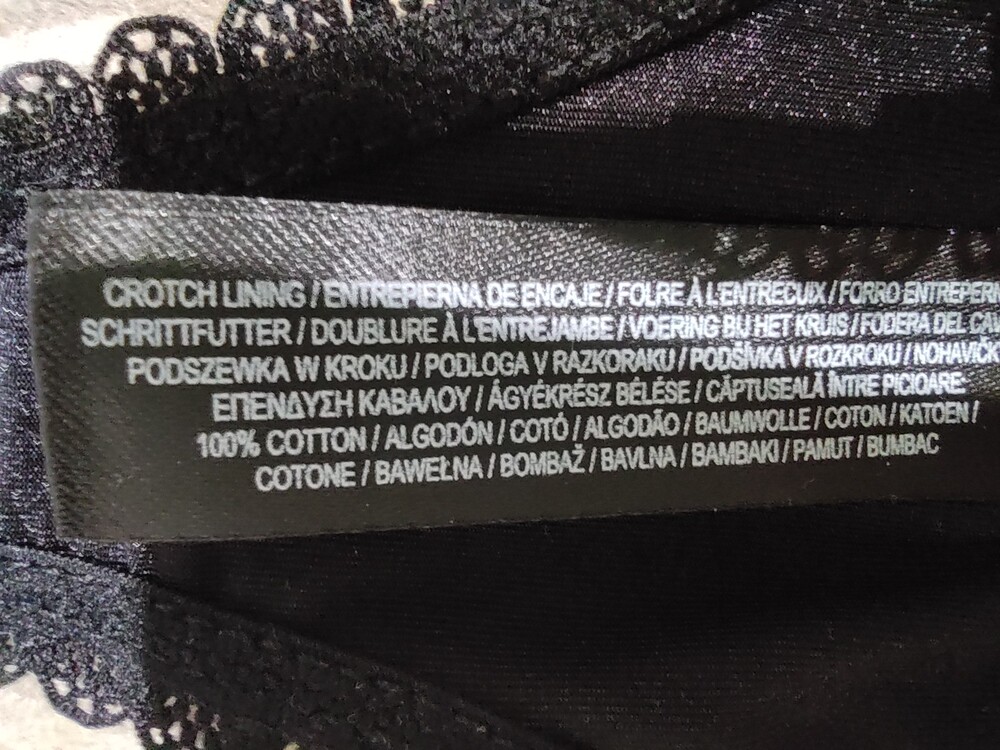 CROTCH LINING / ENTREPIERNA DE ENCAJE / FOLRE À L'ENTRECUIX / FORRO
SCHRITTFUTTER / DOUBLURE À L'ENTREJAMBE / VOERING BIJ HET KRUIS / FODERA DEL
PODSZEWKA W KROKU / PODLOGA V RAZKORAKU / PODŠÍVKA V ROZKROKU /
ΕΠΕΝΔΥΣΗ ΚΑΒΑΛΟΥ / ÁGYÉKRÉSZ BÉLÉSE / CĂPTUSEALĂ ÎNTRE PICIOARE:
100% COTTON / ALGODÓN / COTÓ / ALGODÃO / BAUMWOLLE / COTON / KATOEN /
COTONE / BAWEŁNA / BOMBAŽ / BAVLNA / BAMBAKI / PAMUT / BUMBAC